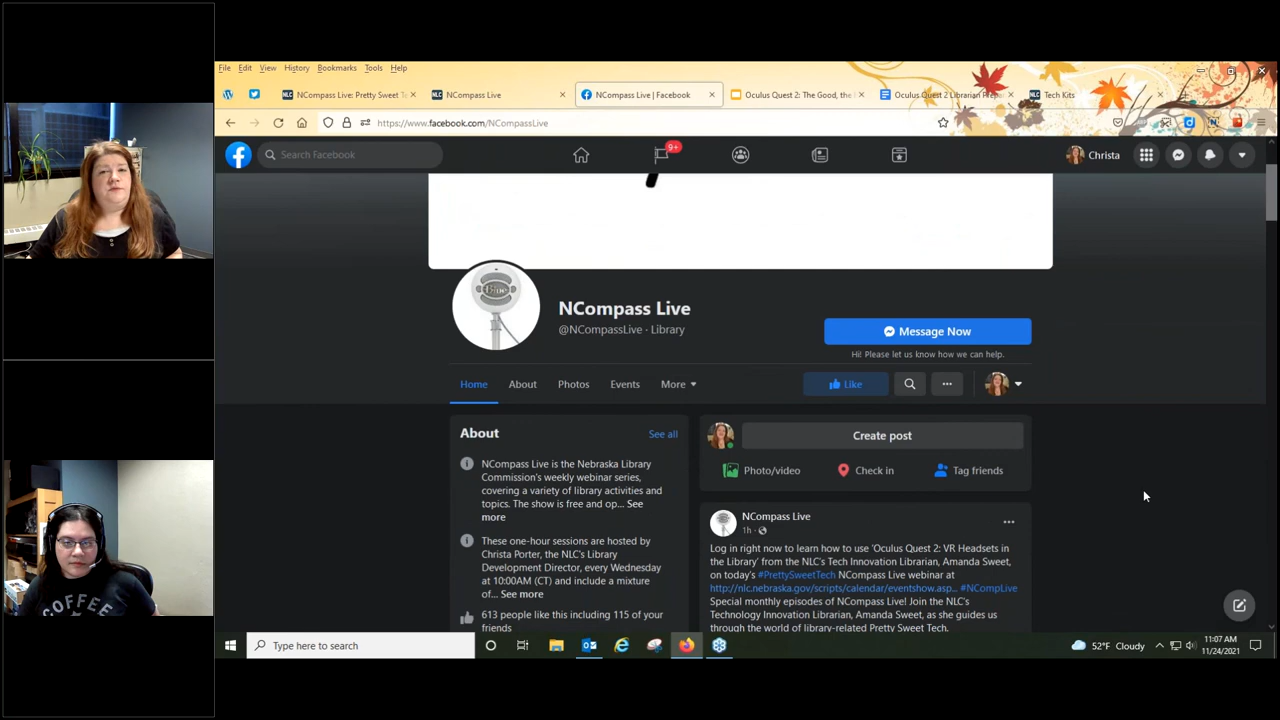 File Edit View History Bookmarks Tools Help
NCompass Live: Pretty Sweet T
NCompass Live
NCompass Live | Facebook
Oculus Quest 2: The Good, the
Oculus Quest 2 Librarian Prep
Tech Kits
https://www.facebook.com/NCompassLive
Search Facebook
9+
Christa
Blue
NCompass Live
@NCompassLive · Library
Message Now
Hi! Please let us know how we can help.
Home About Photos Events More
Like
About
See all
Create post
NCompass Live is the Nebraska Library
Commission's weekly webinar series,
covering a variety of library activities and
topics. The show is free and op... See
more
Photo/video
Check in
Tag friends
These one-hour sessions are hosted by
Christa Porter, the NLC's Library
Development Director, every Wednesday
at 10:00AM (CT) and include a mixture
of... See more
613 people like this including 115 of your
friends
NCompass Live
1h
Log in right now to learn how to use 'Oculus Quest 2: VR Headsets in
the Library' from the NLC's Tech Innovation Librarian, Amanda Sweet,
on today's #PrettySweetTech NCompass Live webinar at
http://nlc.nebraska.gov/scripts/calendar/eventshow.asp... #NCompLive
Special monthly episodes of NCompass Live! Join the NLC's
Technology Innovation Librarian, Amanda Sweet, as she guides us
through the world of library-related Pretty Sweet Tech.
COFFEE
Type here to search
52°F Cloudy
11:07 AM
11/24/2021